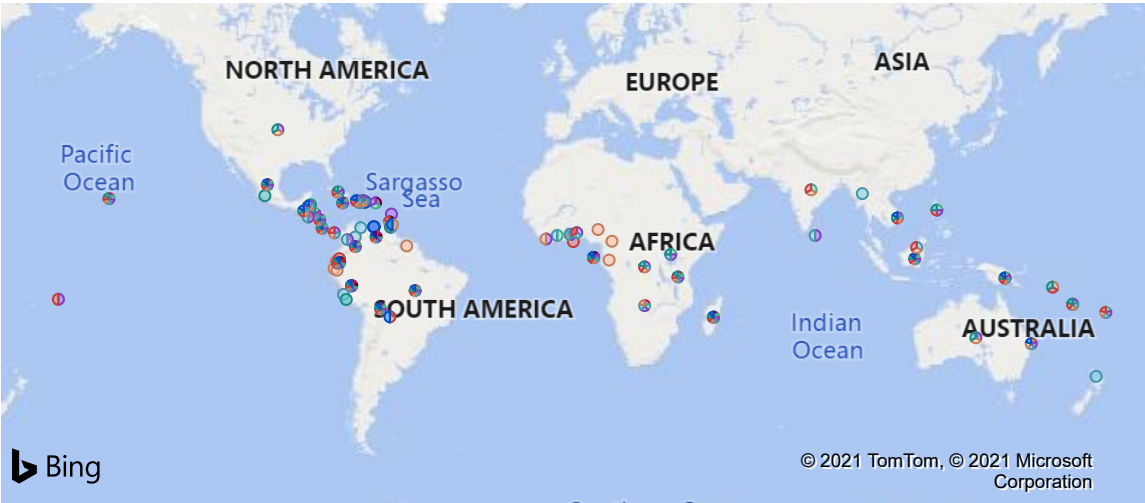 NORTH AMERICA
EUROPE
ASIA
Pacific
Ocean
Sargasso
Sea
AFRICA
SOUTH AMERICA
Indian
Ocean
AUSTRALIA
Bing
© 2021 TomTom, © 2021 Microsoft
Corporation